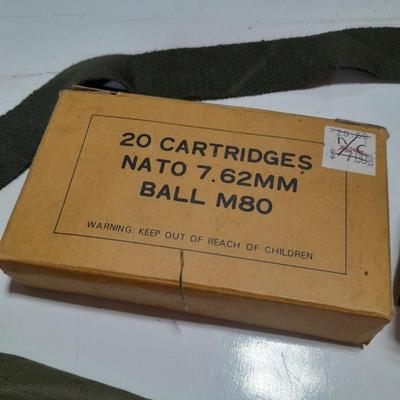 20 CARTRIDGES
NATO 7.62MM
BALL M80
WARNING: KEEP OUT OF REACH OF CHILDREN